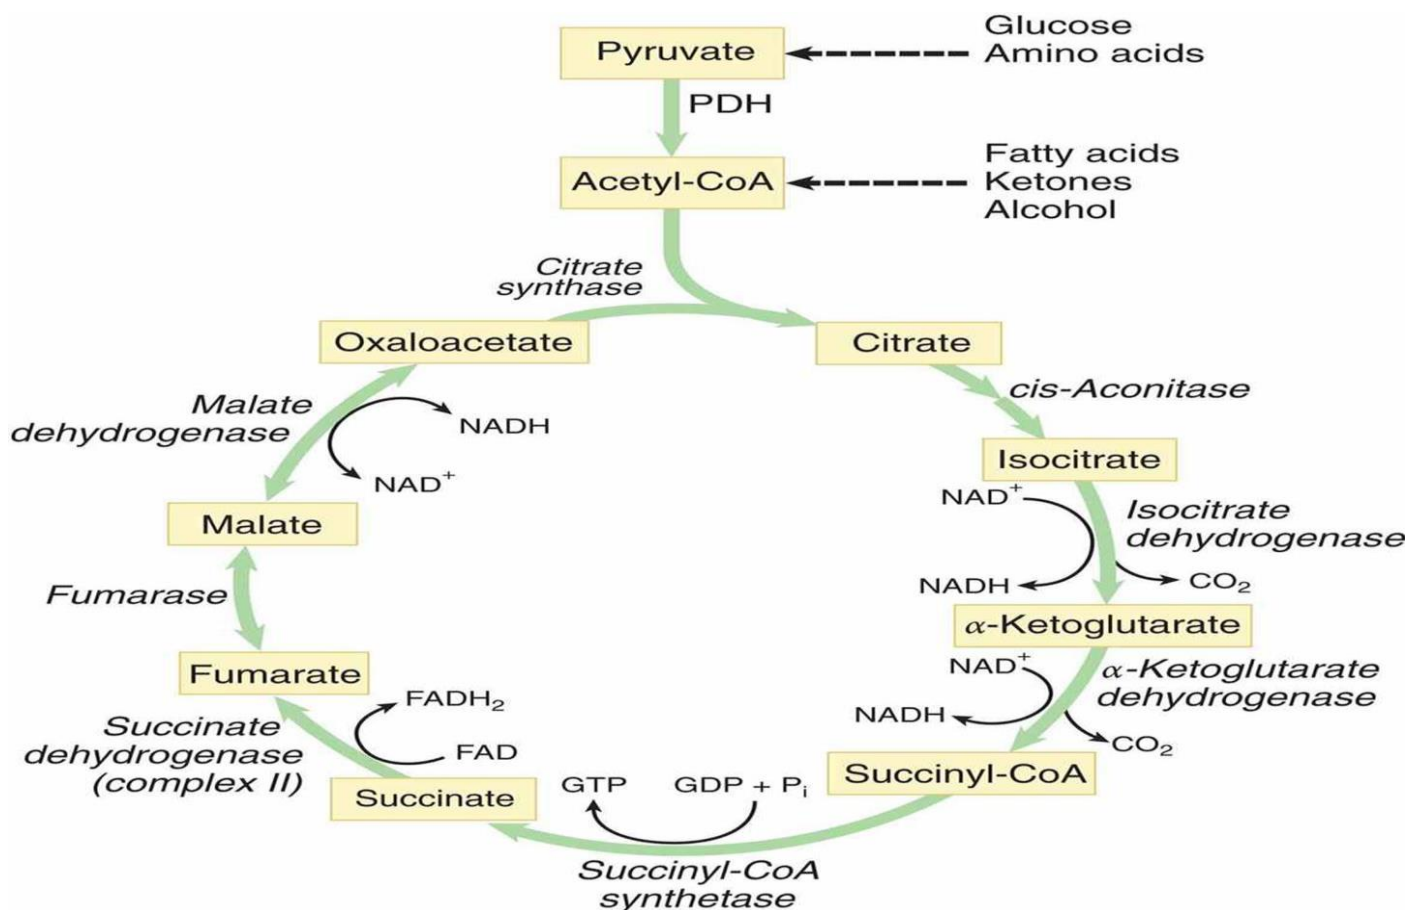 Glucose
Pyruvate
Amino acids
PDH
Fatty acids
Acetyl-CoA
Ketones
Alcohol
Citrate
synthase
Oxaloacetate
Citrate
cis-Aconitase
Malate
dehydrogenase
NADH
NAD+
Isocitrate
NAD+
Isocitrate
dehydrogenase
Malate
NADH
CO2
Fumarase
α-Ketoglutarate
NAD+
α-Ketoglutarate
dehydrogenase
Fumarate
FADH2
NADH
CO2
Succinate
dehydrogenase
(complex II)
FAD
Succinyl-CoA
GTP
GDP + Pi
Succinate
Succinyl-CoA
synthetase